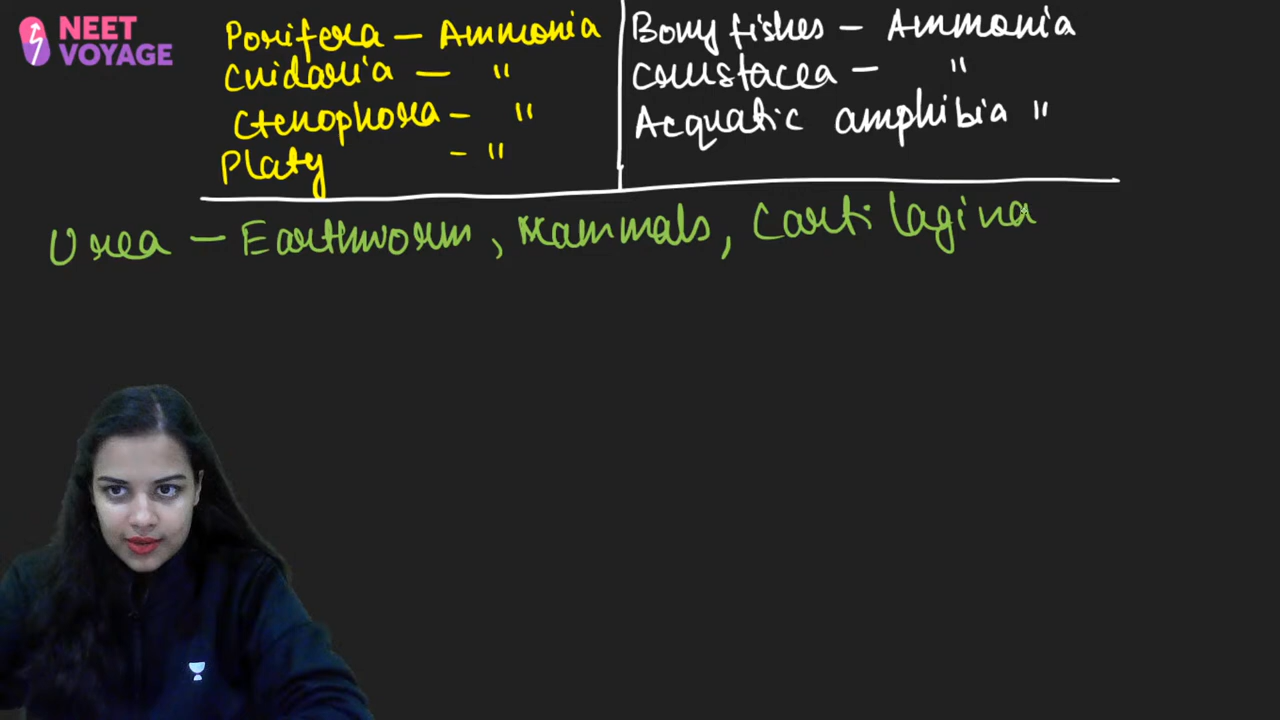 NEET
VOYAGE
Porifera - Ammonia
Cnidaria - "
Ctenophora - "
Platy - "
Bony fishes - Ammonia
Crustacea - "
Acquatic amphibia "
Urea - Earthworm, Mammals, Cartilagina